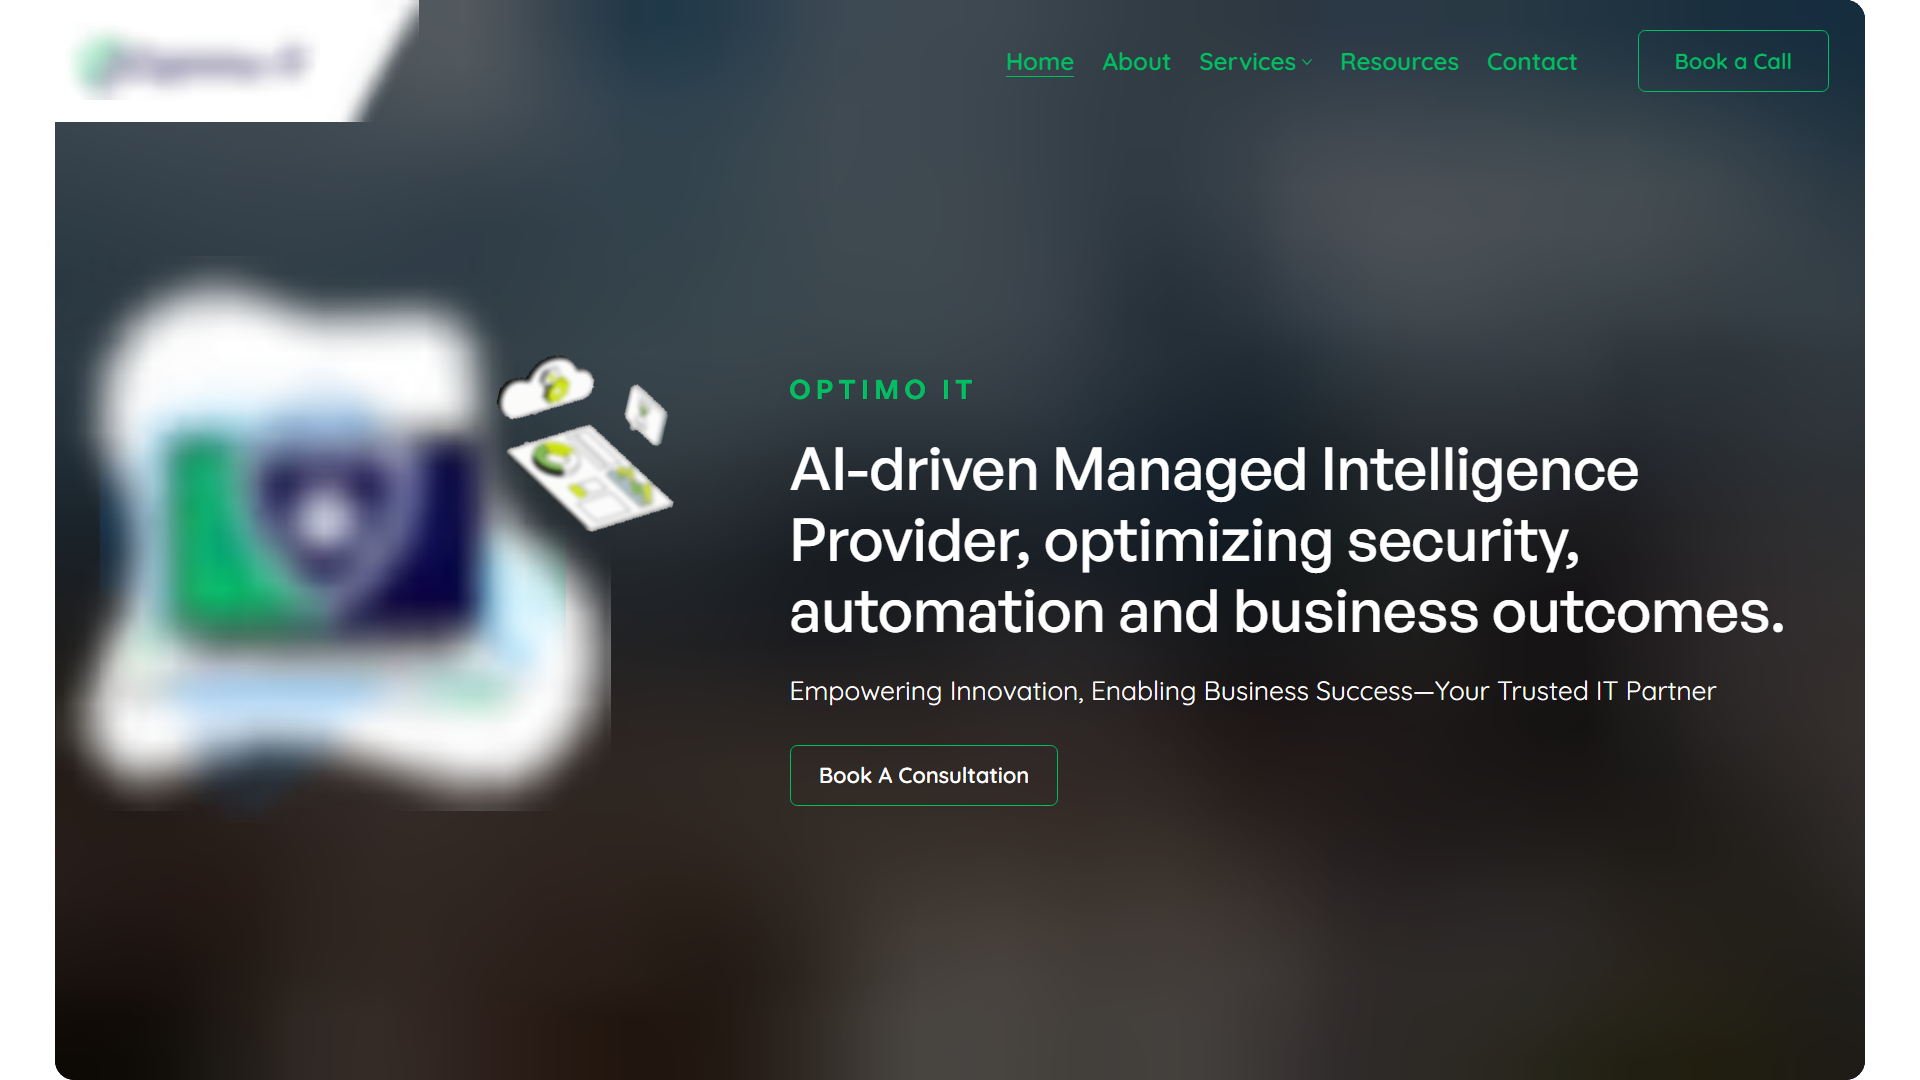 Home About Services Resources Contact Book a Call
OPTIMO IT
AI-driven Managed Intelligence
Provider, optimizing security,
automation and business outcomes.
Empowering Innovation, Enabling Business Success—Your Trusted IT Partner
Book A Consultation